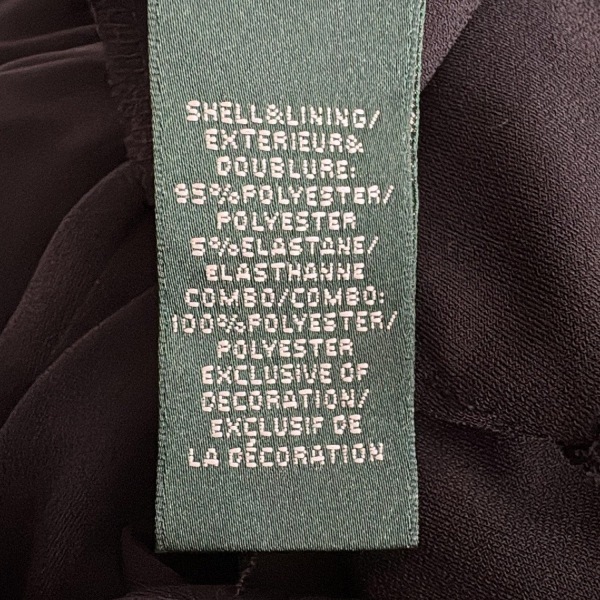 SHELL&LINING/
EXTERIEUR&
DOUBLURE:
95%POLYESTER/
POLYESTER
5%ELASTANE/
ELASTHANNE
COMBO/COMBO:
100%POLYESTER/
POLYESTER
EXCLUSIVE OF
DECORATION/
EXCLUSIF DE
LA DÉCORATION